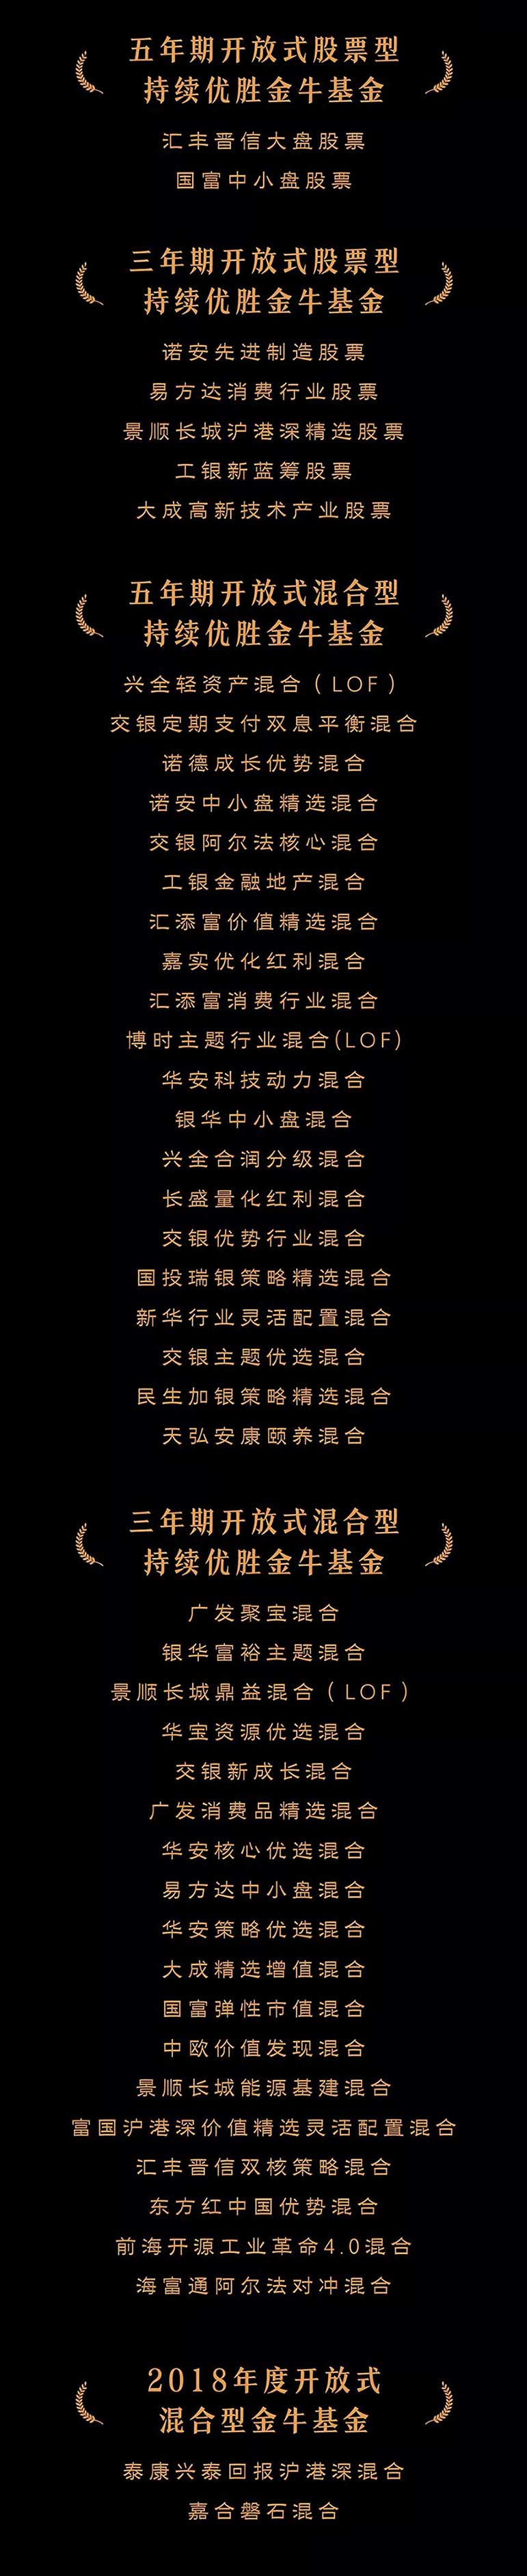 五年期开放式股票型
持续优胜金牛基金
汇丰晋信大盘股票
国富中小盘股票
三年期开放式股票型
持续优胜金牛基金
诺安先进制造股票
易方达消费行业股票
景顺长城沪港深精选股票
工银新蓝筹股票
大成高新技术产业股票
五年期开放式混合型
持续优胜金牛基金
兴全轻资产混合（LOF）
交银定期支付双息平衡混合
诺德成长优势混合
诺安中小盘精选混合
交银阿尔法核心混合
工银金融地产混合
汇添富价值精选混合
嘉实优化红利混合
汇添富消费行业混合
博时主题行业混合(LOF)
华安科技动力混合
银华中小盘混合
兴全合润分级混合
长盛量化红利混合
交银优势行业混合
国投瑞银策略精选混合
新华行业灵活配置混合
交银主题优选混合
民生加银策略精选混合
天弘安康颐养混合
三年期开放式混合型
持续优胜金牛基金
广发聚宝混合
银华富裕主题混合
景顺长城鼎益混合（LOF）
华宝资源优选混合
交银新成长混合
广发消费品精选混合
华安核心优选混合
易方达中小盘混合
华安策略优选混合
大成精选增值混合
国富弹性市值混合
中欧价值发现混合
景顺长城能源基建混合
富国沪港深价值精选灵活配置混合
汇丰晋信双核策略混合
东方红中国优势混合
前海开源工业革命4.0混合
海富通阿尔法对冲混合
2018年度开放式
混合型金牛基金
泰康兴泰回报沪港深混合
嘉合磐石混合